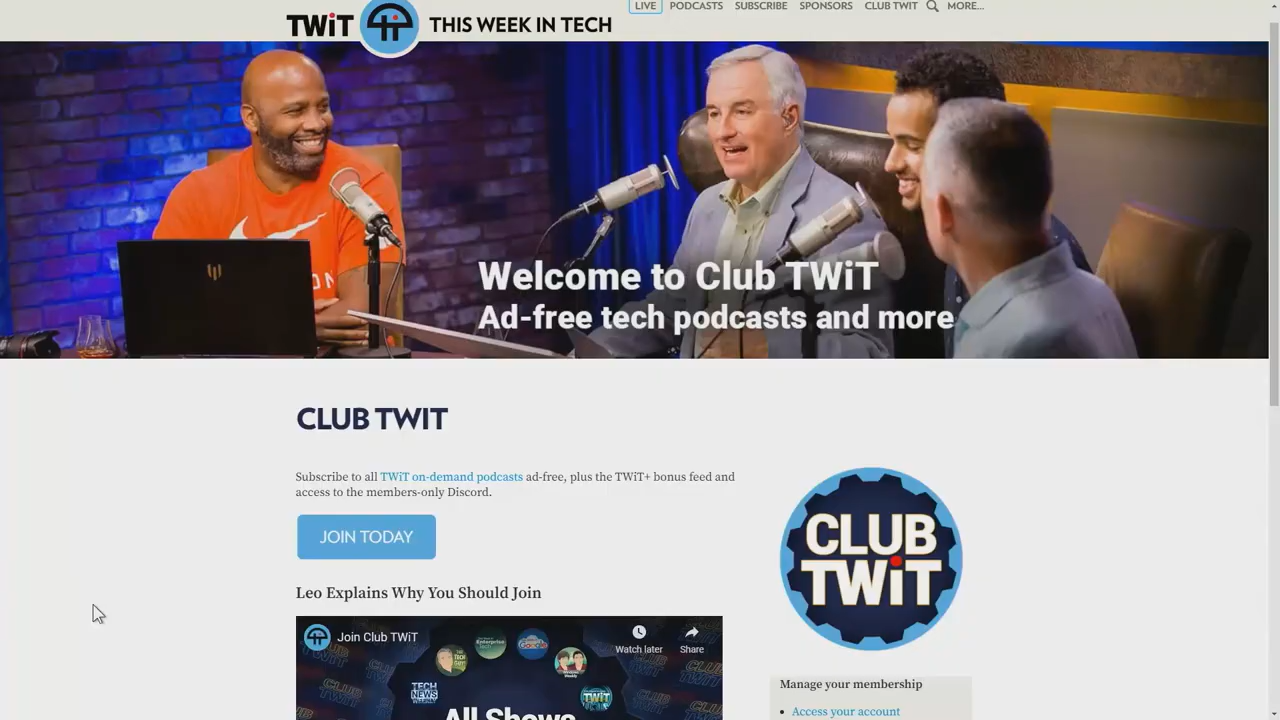 TWiT
THIS WEEK IN TECH
LIVE
PODCASTS
SUBSCRIBE
SPONSORS
CLUB TWIT
MORE...
Welcome to Club TWiT
Ad-free tech podcasts and more
CLUB TWIT
Subscribe to all TWiT on-demand podcasts ad-free, plus the TWiT+ bonus feed and
access to the members-only Discord.
JOIN TODAY
Leo Explains Why You Should Join
Join Club TWiT
Watch later
Share
TECH
NEWS
WEEKLY
TWiT
All Shows
CLUB
TWiT
Manage your membership
• Access your account